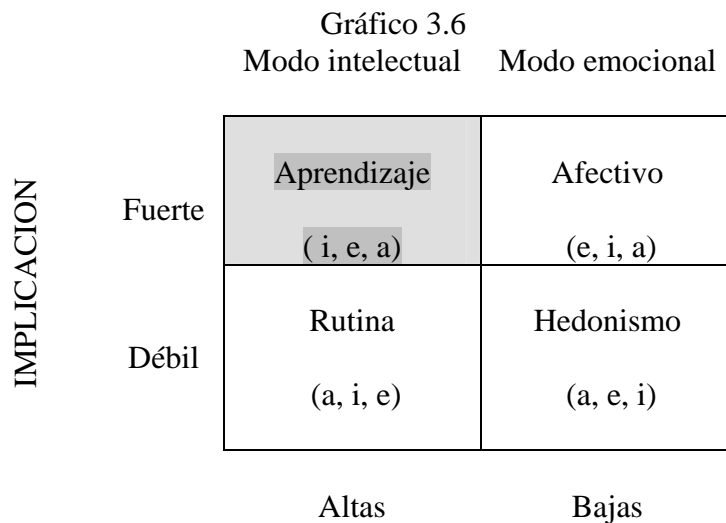 Gráfico 3.6
Modo intelectual Modo emocional
IMPLICACION
Fuerte
Aprendizaje
( i, e, a)
Afectivo
(e, i, a)
Débil
Rutina
(a, i, e)
Hedonismo
(a, e, i)
Altas Bajas